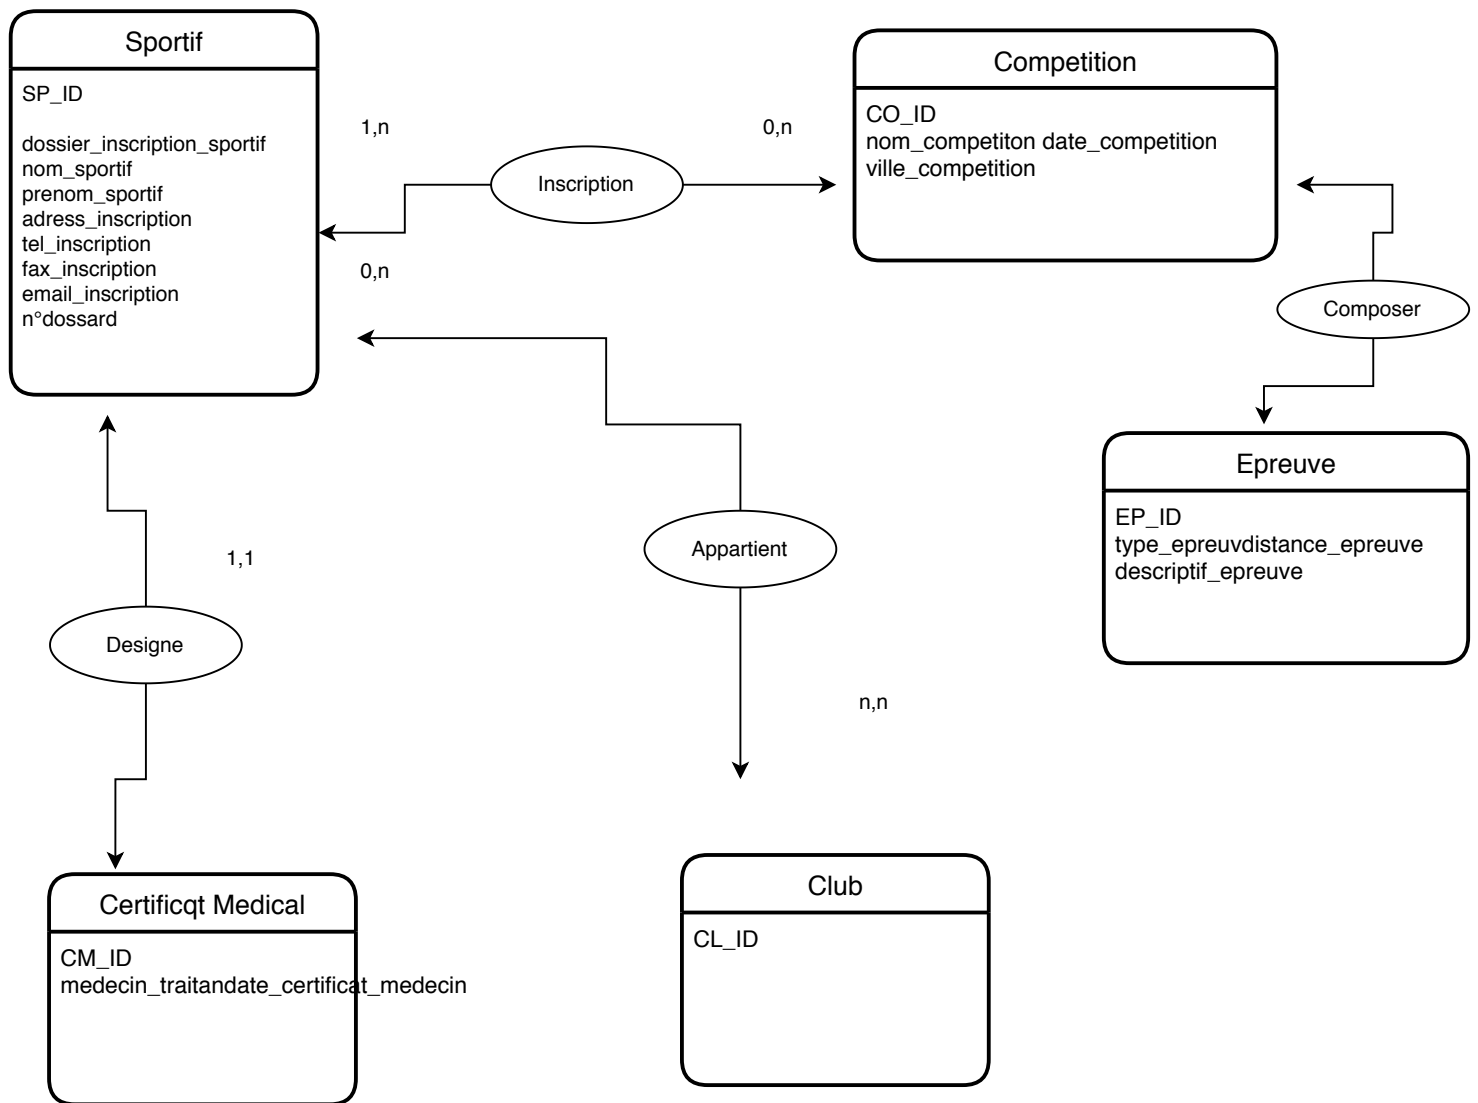 Sportif
SP_ID
dossier_inscription_sportif
nom_sportif
prenom_sportif
adress_inscription
tel_inscription
fax_inscription
email_inscription
n°dossard
1,n
Inscription
0,n
0,n
Competition
CO_ID
nom_competiton date_competition
ville_competition
Composer
Epreuve
EP_ID
type_epreuvdistance_epreuve
descriptif_epreuve
Appartient
1,1
Designe
n,n
Certificqt Medical
CM_ID
medecin_traitandate_certificat_medecin
Club
CL_ID